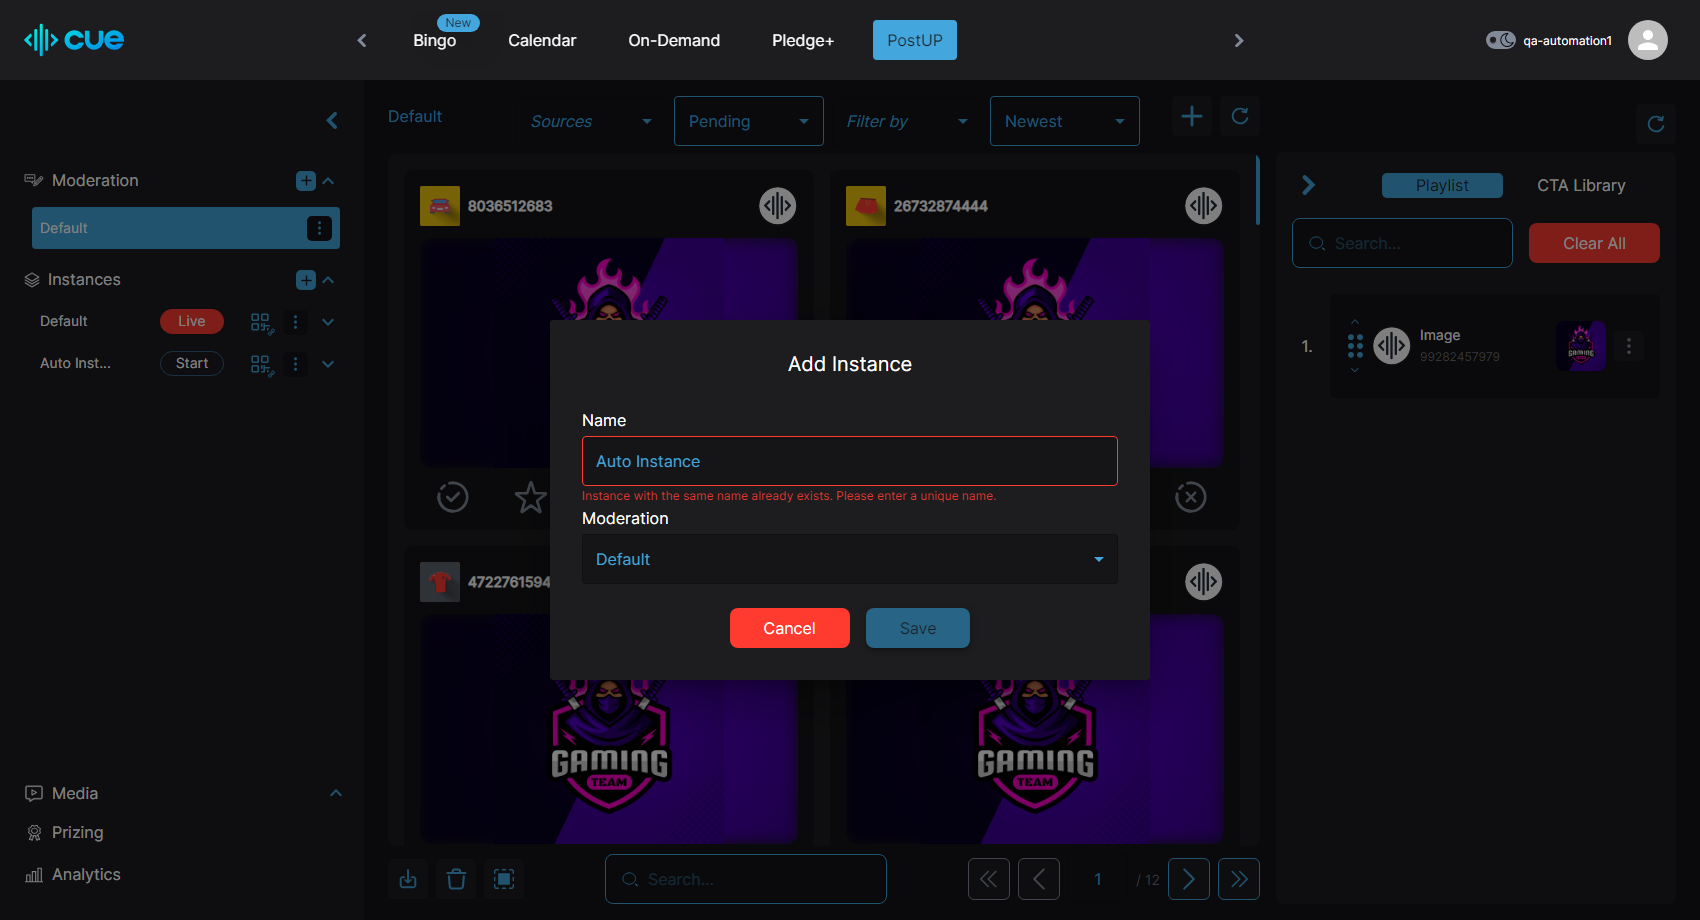 cue
New
Bingo
Calendar
On-Demand
Pledge+
PostUP
qa-automation1
Moderation
Default
Instances
Default
Live
Auto Inst...
Start
Media
Prizing
Analytics
Default
Sources
Pending
Filter by
Newest
8036512683
26732874444
4722761594
GAMING
TEAM
GAMING
TEAM
Search...
1
/ 12
Add Instance
Name
Auto Instance
Instance with the same name already exists. Please enter a unique name.
Moderation
Default
Cancel
Save
Playlist
CTA Library
Search...
Clear All
1.
Image
99282457979
GAMING